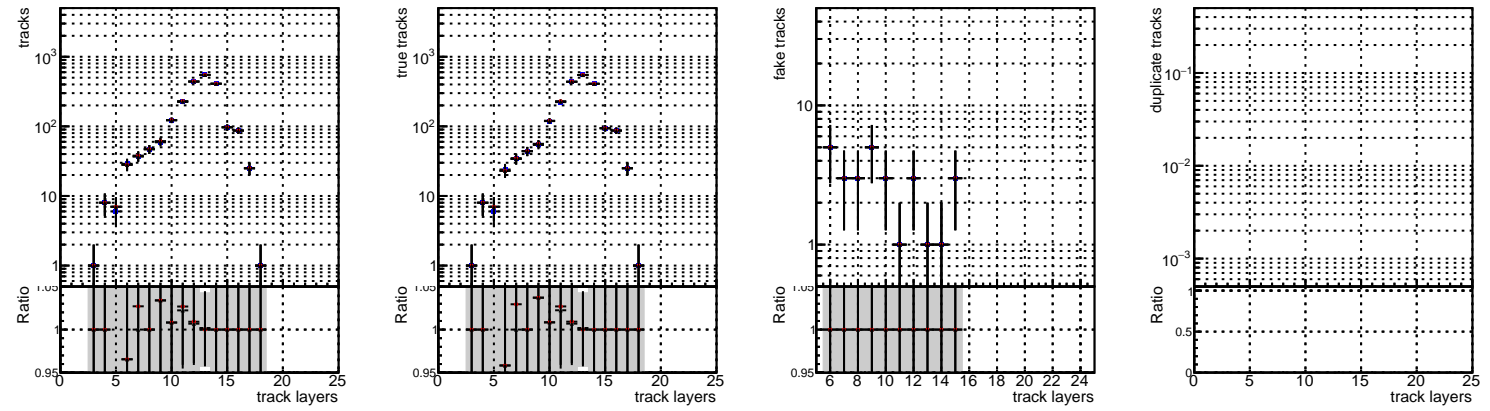 tracks
10³
10²
10
1
Ratio
1.05
1
0.95
0 5 10 15 20 25
track layers
true tracks
10³
10²
10
1
Ratio
1.05
1
0.95
0 5 10 15 20 25
track layers
fake tracks
10
1
Ratio
1.05
1
0.95
6 8 10 12 14 16 18 20 22 24
track layers
duplicate tracks
10⁻¹
10⁻²
10⁻³
Ratio
1
0.5
0
0 5 10 15 20 25
track layers